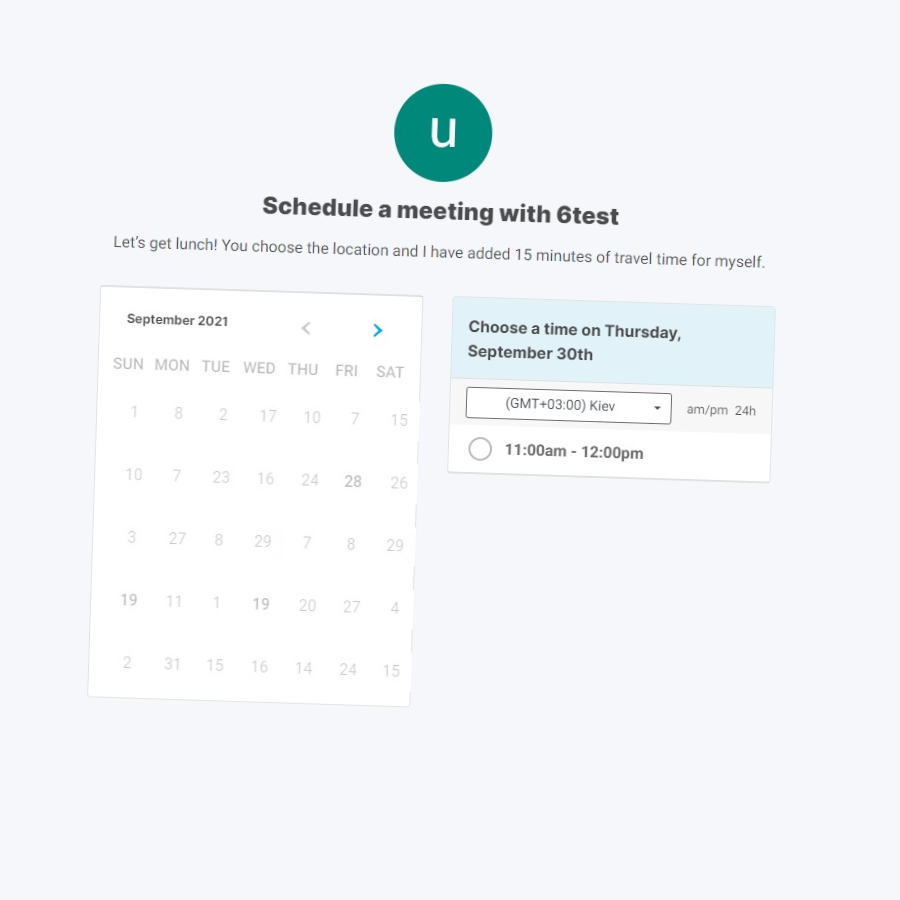 u
Schedule a meeting with 6test
Let's get lunch! You choose the location and I have added 15 minutes of travel time for myself.
September 2021
SUN MON TUE WED THU FRI SAT
1 8 2 17 10 7 15
10 7 23 16 24 28 26
3 27 8 29 7 8 29
19 11 1 19 20 27 4
2 31 15 16 14 24 15
Choose a time on Thursday,
September 30th
(GMT+03:00) Kiev am/pm 24h
11:00am - 12:00pm